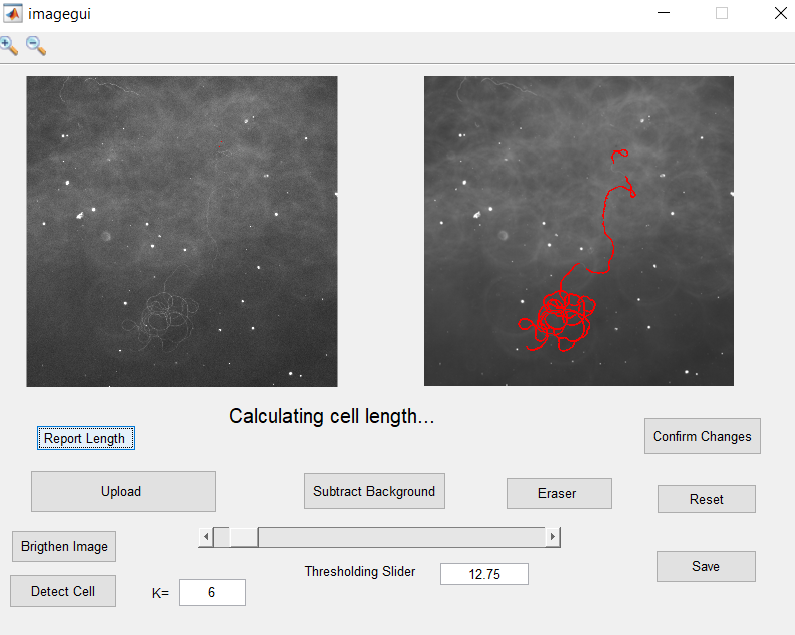 imagegui
Calculating cell length...
Report Length
Confirm Changes
Upload
Subtract Background
Eraser
Reset
Brigthen Image
Thresholding Slider
12.75
Save
Detect Cell
K=
6